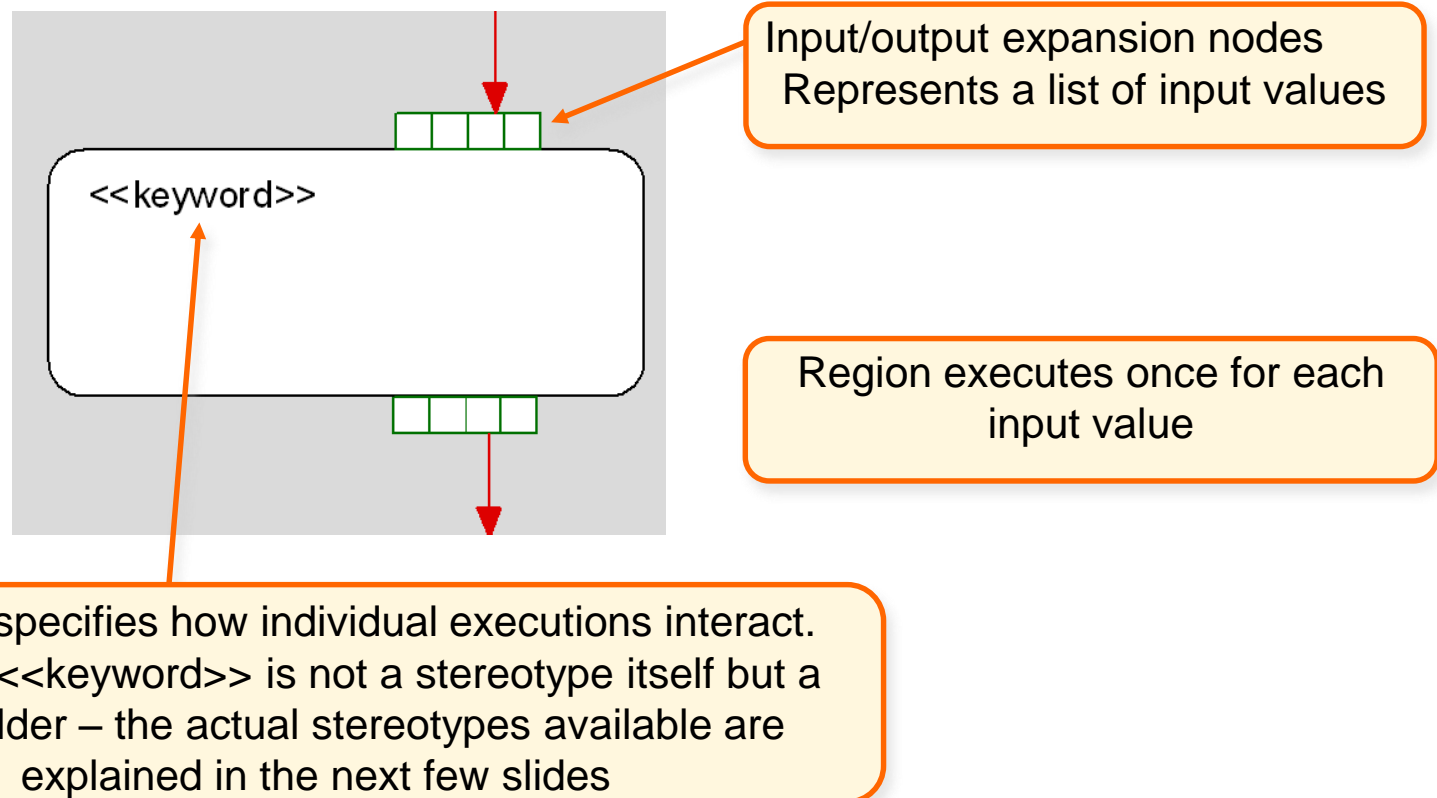 Input/output expansion nodes
Represents a list of input values
<<keyword>>
Region executes once for each
input value
specifies how individual executions interact.
<<keyword>> is not a stereotype itself but a
– the actual stereotypes available are
explained in the next few slides